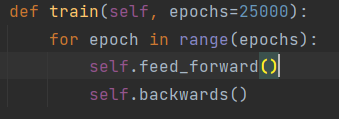 def train(self, epochs=25000):
    for epoch in range(epochs):
        self.feed_forward()
        self.backwards()